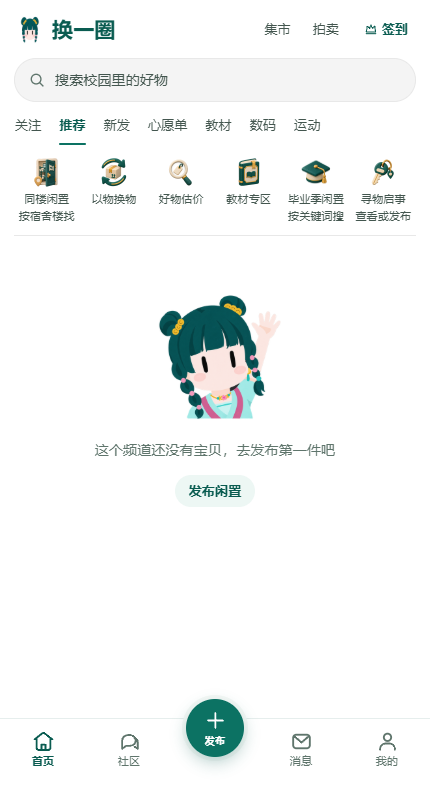 换一圈
集市 拍卖 签到
搜索校园里的好物
关注 推荐 新发 心愿单 教材 数码 运动
同楼闲置 以物换物 好物估价 教材专区 毕业季闲置 寻物启事
按宿舍楼找 按关键词搜 查看或发布
这个频道还没有宝贝，去发布第一件吧
发布闲置
发布
首页 社区 消息 我的